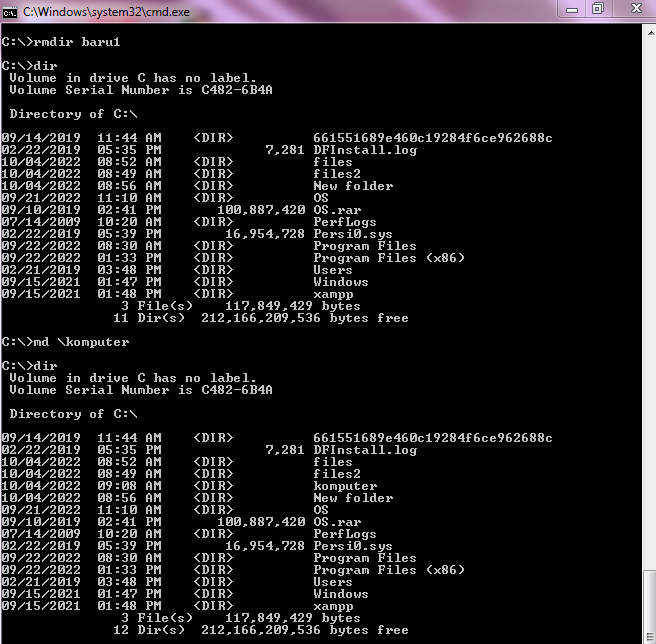 C:\Windows\system32\cmd.exe
C:\>rmdir baru1
C:\>dir
 Volume in drive C has no label.
 Volume Serial Number is C482-6B4A
 Directory of C:\
09/14/2019  11:44 AM    <DIR>          661551689e460c19284f6ce962688c
02/22/2019  05:35 PM             7,281 DFInstall.log
10/04/2022  08:52 AM    <DIR>          files
10/04/2022  08:49 AM    <DIR>          files2
10/04/2022  08:56 AM    <DIR>          New folder
09/21/2022  11:10 AM    <DIR>          OS
09/10/2019  02:41 PM       100,887,420 OS.rar
07/14/2009  10:20 AM    <DIR>          PerfLogs
02/22/2019  05:39 PM        16,954,728 Persi0.sys
09/22/2022  08:30 AM    <DIR>          Program Files
09/22/2022  01:33 PM    <DIR>          Program Files (x86)
02/21/2019  03:48 PM    <DIR>          Users
09/15/2021  01:47 PM    <DIR>          Windows
09/15/2021  01:48 PM    <DIR>          xampp
               3 File(s)    117,849,429 bytes
              11 Dir(s)  212,166,209,536 bytes free
C:\>md \komputer
C:\>dir
 Volume in drive C has no label.
 Volume Serial Number is C482-6B4A
 Directory of C:\
09/14/2019  11:44 AM    <DIR>          661551689e460c19284f6ce962688c
02/22/2019  05:35 PM             7,281 DFInstall.log
10/04/2022  08:52 AM    <DIR>          files
10/04/2022  08:49 AM    <DIR>          files2
10/04/2022  09:08 AM    <DIR>          komputer
10/04/2022  08:56 AM    <DIR>          New folder
09/21/2022  11:10 AM    <DIR>          OS
09/10/2019  02:41 PM       100,887,420 OS.rar
07/14/2009  10:20 AM    <DIR>          PerfLogs
02/22/2019  05:39 PM        16,954,728 Persi0.sys
09/22/2022  08:30 AM    <DIR>          Program Files
09/22/2022  01:33 PM    <DIR>          Program Files (x86)
02/21/2019  03:48 PM    <DIR>          Users
09/15/2021  01:47 PM    <DIR>          Windows
09/15/2021  01:48 PM    <DIR>          xampp
               3 File(s)    117,849,429 bytes
              12 Dir(s)  212,166,209,536 bytes free